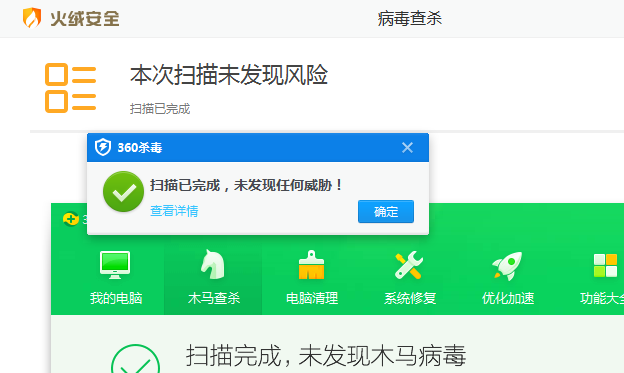 火绒安全
病毒查杀
本次扫描未发现风险
扫描已完成
360杀毒
扫描已完成，未发现任何威胁！
查看详情
确定
我的电脑 木马查杀 电脑清理 系统修复 优化加速 功能大全
扫描完成，未发现木马病毒